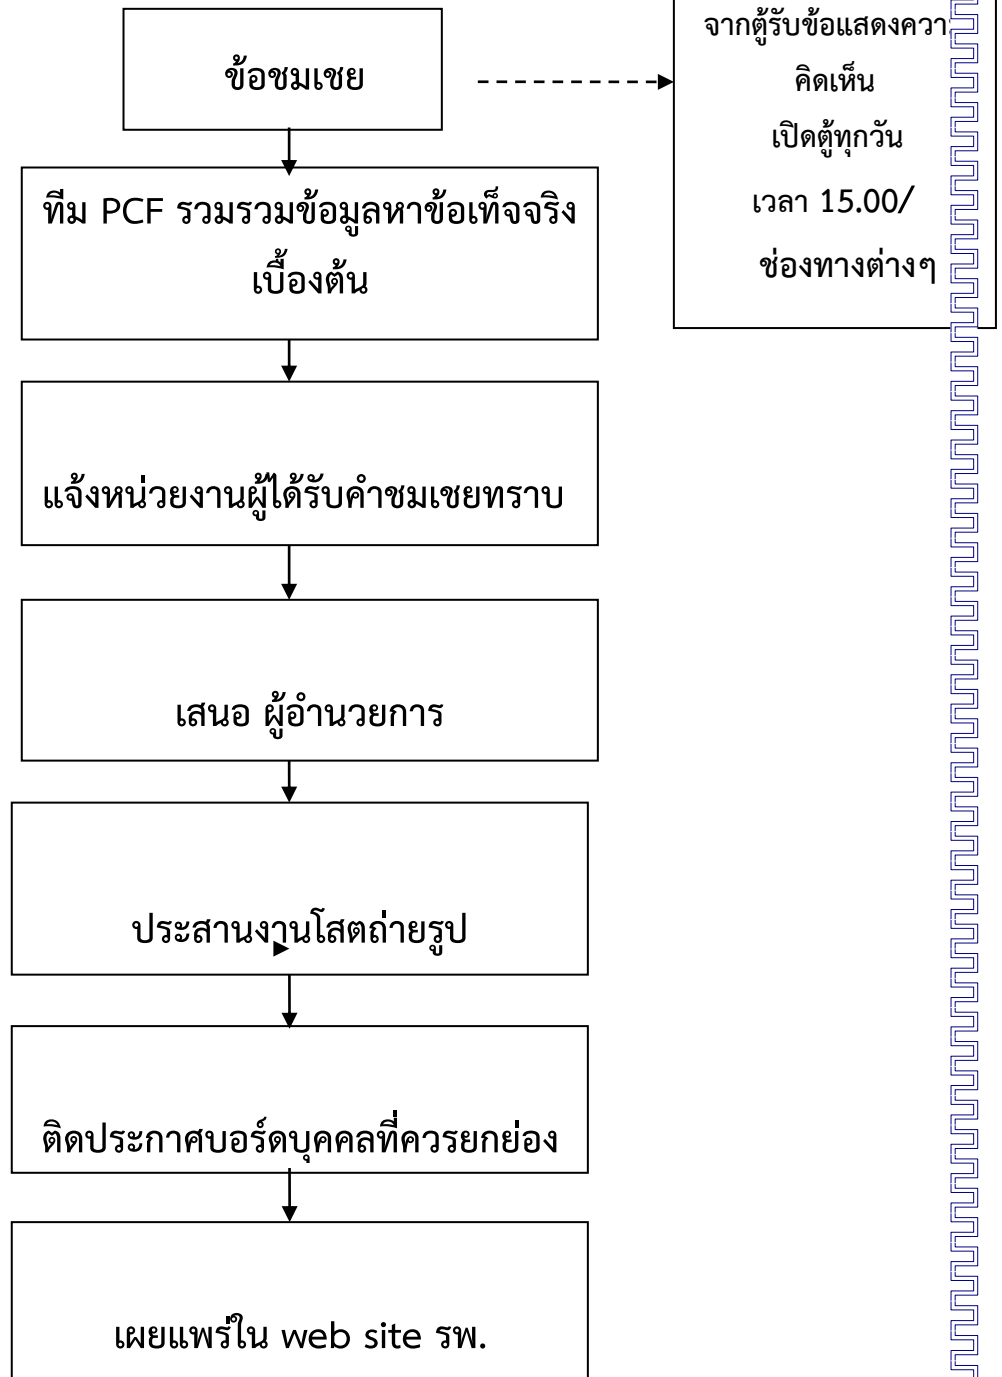 ข้อชมเชย
จากตู้รับข้อแสดง
คิดเห็น
เปิดตู้ทุกวัน
เวลา 15.00/
ช่องทางต่างๆ
ทีม PCF รวมรวมข้อมูลหาข้อเท็จจริง
เบื้องต้น
แจ้งหน่วยงานผู้ได้รับคำชมเชยทราบ
เสนอ ผู้อำนวยการ
ประสานงานโสตถ่ายรูป
ติดประกาศบอร์ดบุคคลที่ควรยกย่อง
เผยแพร่ใน web site รพ.